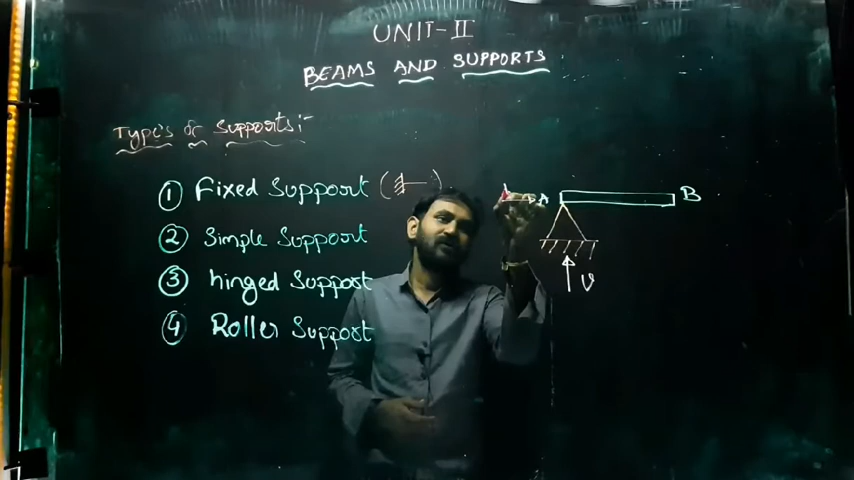 UNIT-II
BEAMS AND SUPPORTS
Type's of Supports:-
① Fixed Support ( )
② Simple Support
③ hinged Support
④ Roller Support
A B
V